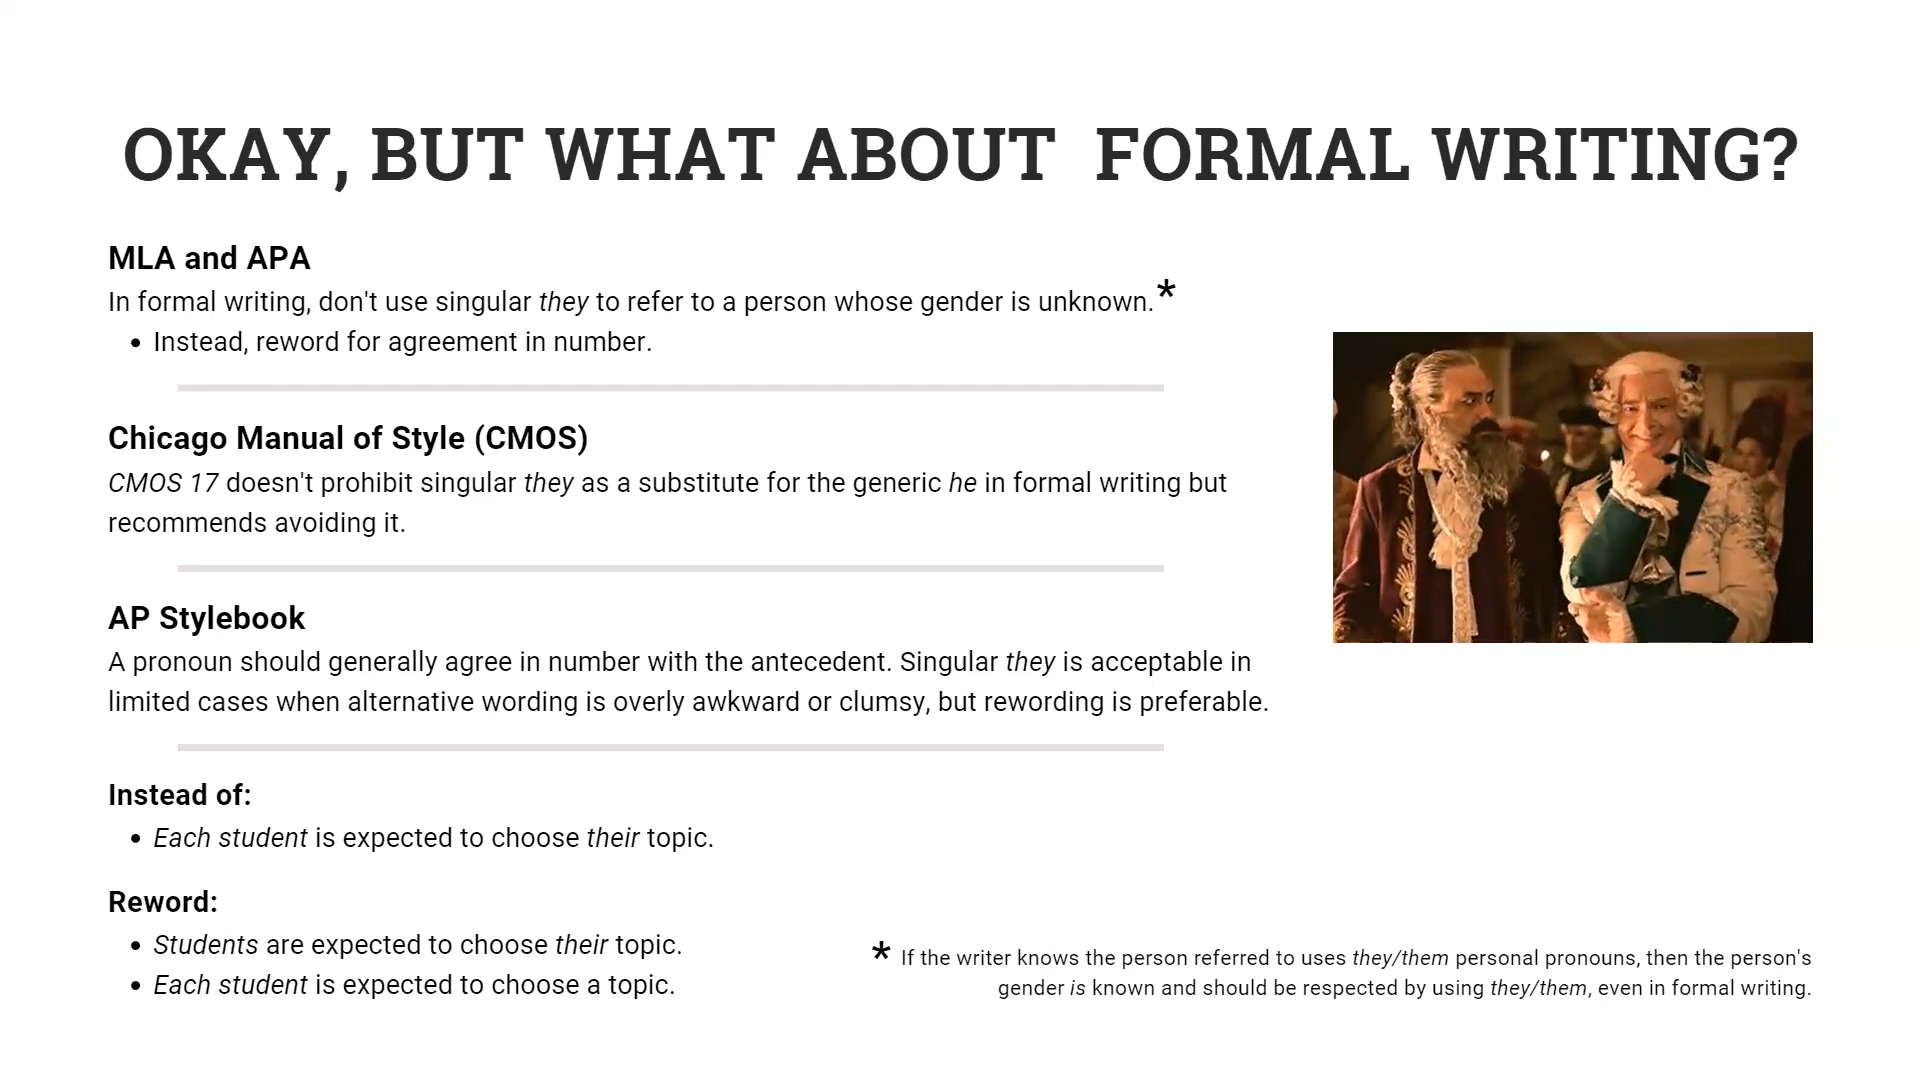 OKAY, BUT WHAT ABOUT FORMAL WRITING?
MLA and APA
In formal writing, don't use singular they to refer to a person whose gender is unknown.*
• Instead, reword for agreement in number.
Chicago Manual of Style (CMOS)
CMOS 17 doesn't prohibit singular they as a substitute for the generic he in formal writing but
recommends avoiding it.
AP Stylebook
A pronoun should generally agree in number with the antecedent. Singular they is acceptable in
limited cases when alternative wording is overly awkward or clumsy, but rewording is preferable.
Instead of:
• Each student is expected to choose their topic.
Reword:
• Students are expected to choose their topic.
• Each student is expected to choose a topic.
* If the writer knows the person referred to uses they/them personal pronouns, then the person's
gender is known and should be respected by using they/them, even in formal writing.